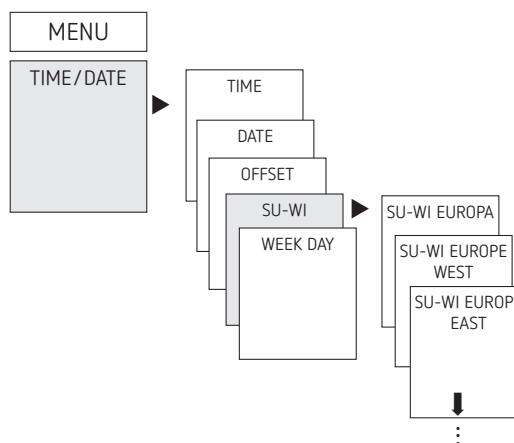 MENU
TIME/DATE
TIME
DATE
OFFSET
SU-WI
WEEK DAY
SU-WI EUROPA
SU-WI EUROPE
WEST
SU-WI EUROP
EAST